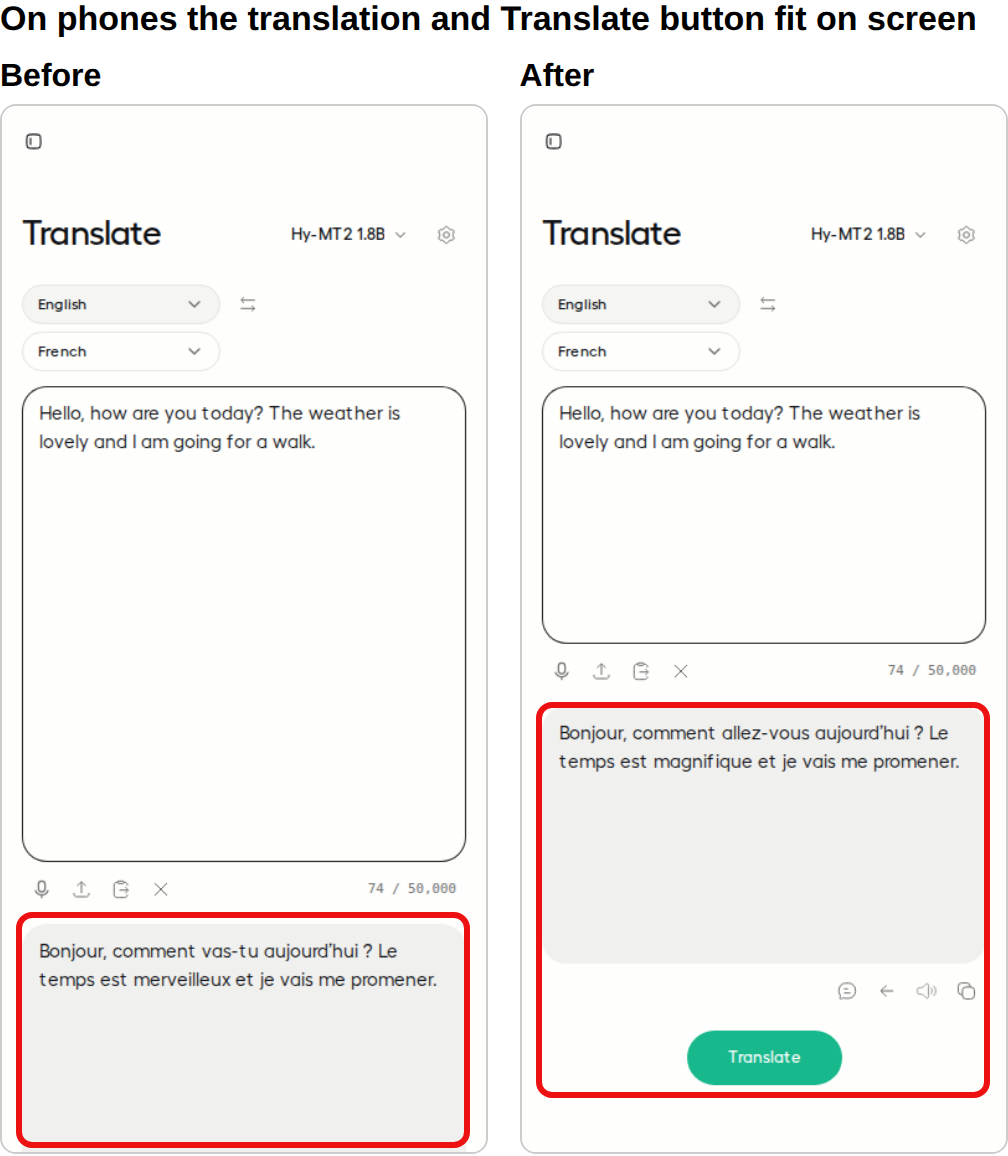 On phones the translation and Translate button fit on screen
Before
Translate
Hy-MT2 1.8B
English
French
Hello, how are you today? The weather is
lovely and I am going for a walk.
74 / 50,000
Bonjour, comment vas-tu aujourd'hui ? Le
temps est merveilleux et je vais me promener.
After
Translate
Hy-MT2 1.8B
English
French
Hello, how are you today? The weather is
lovely and I am going for a walk.
74 / 50,000
Bonjour, comment allez-vous aujourd'hui ? Le
temps est magnifique et je vais me promener.
Translate